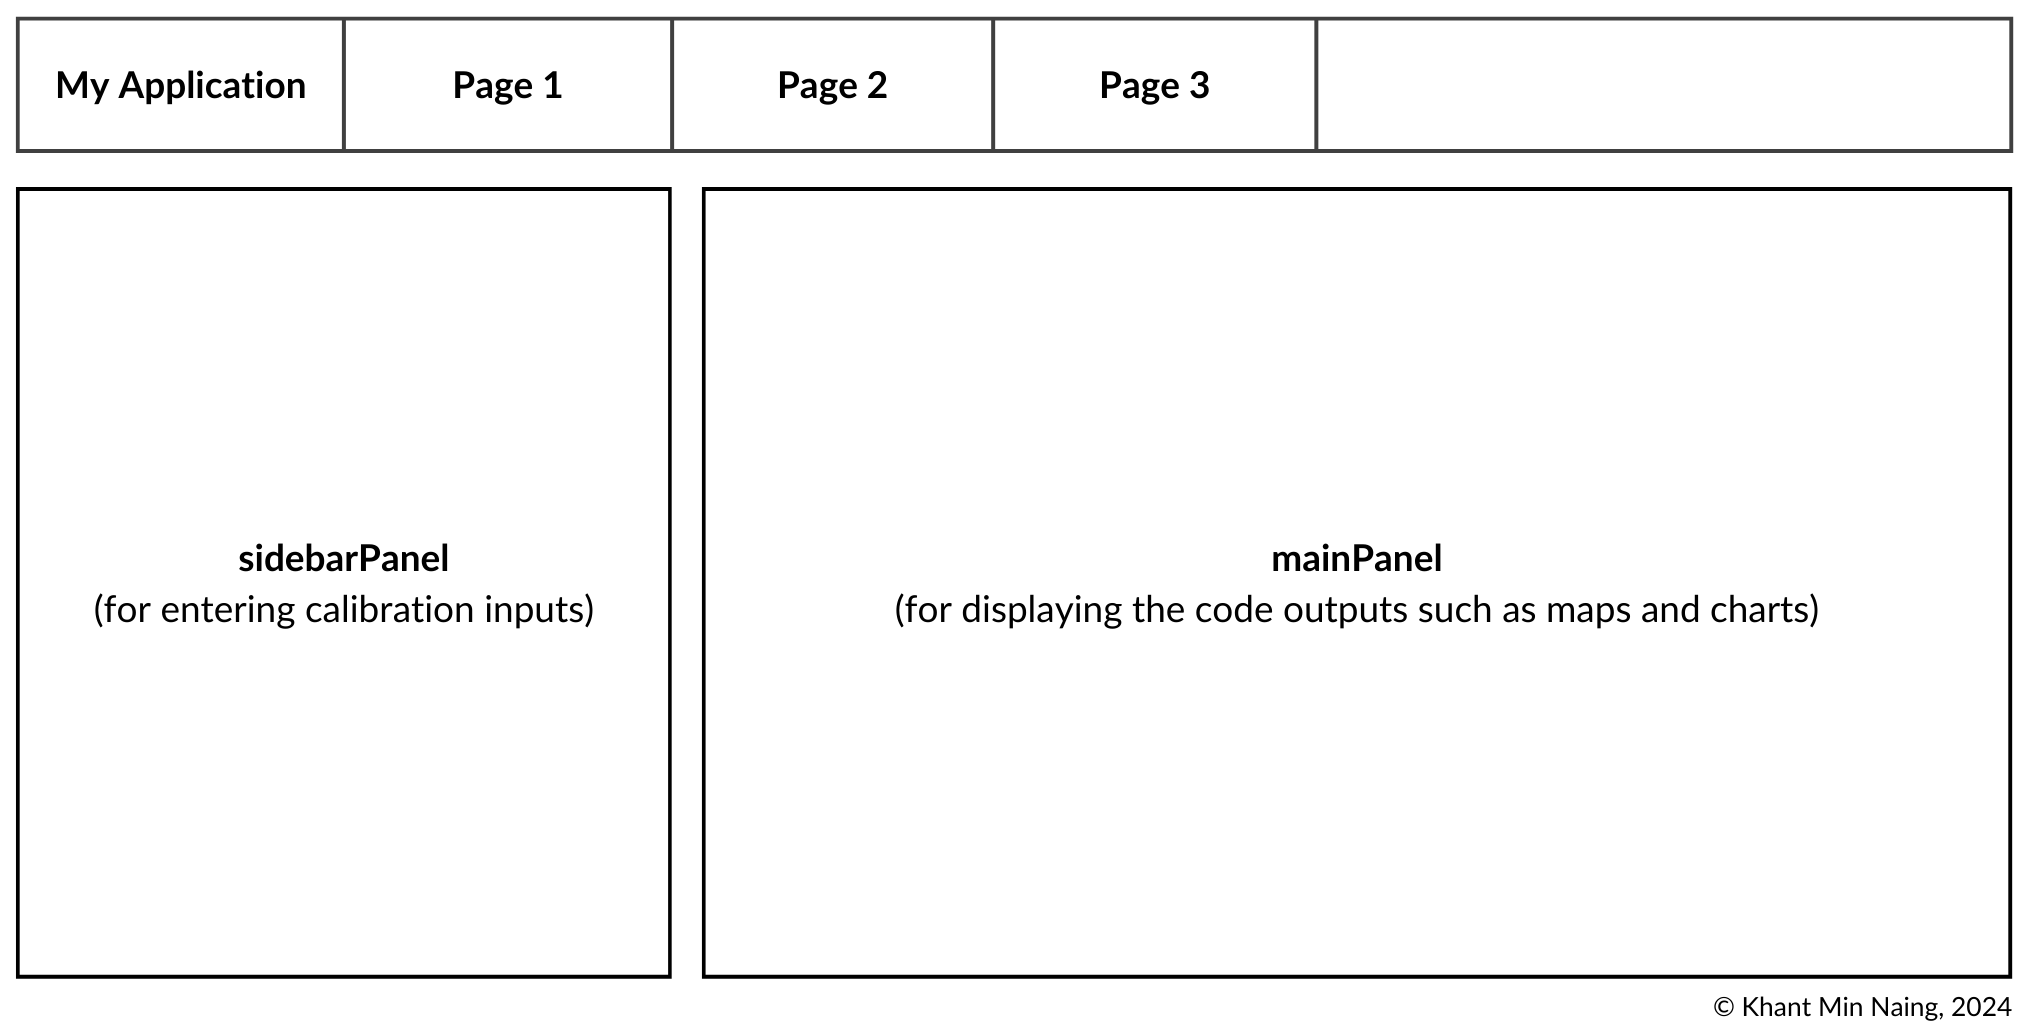 My Application
Page 1
Page 2
Page 3
sidebarPanel
(for entering calibration inputs)
mainPanel
(for displaying the code outputs such as maps and charts)
© Khant Min Naing, 2024